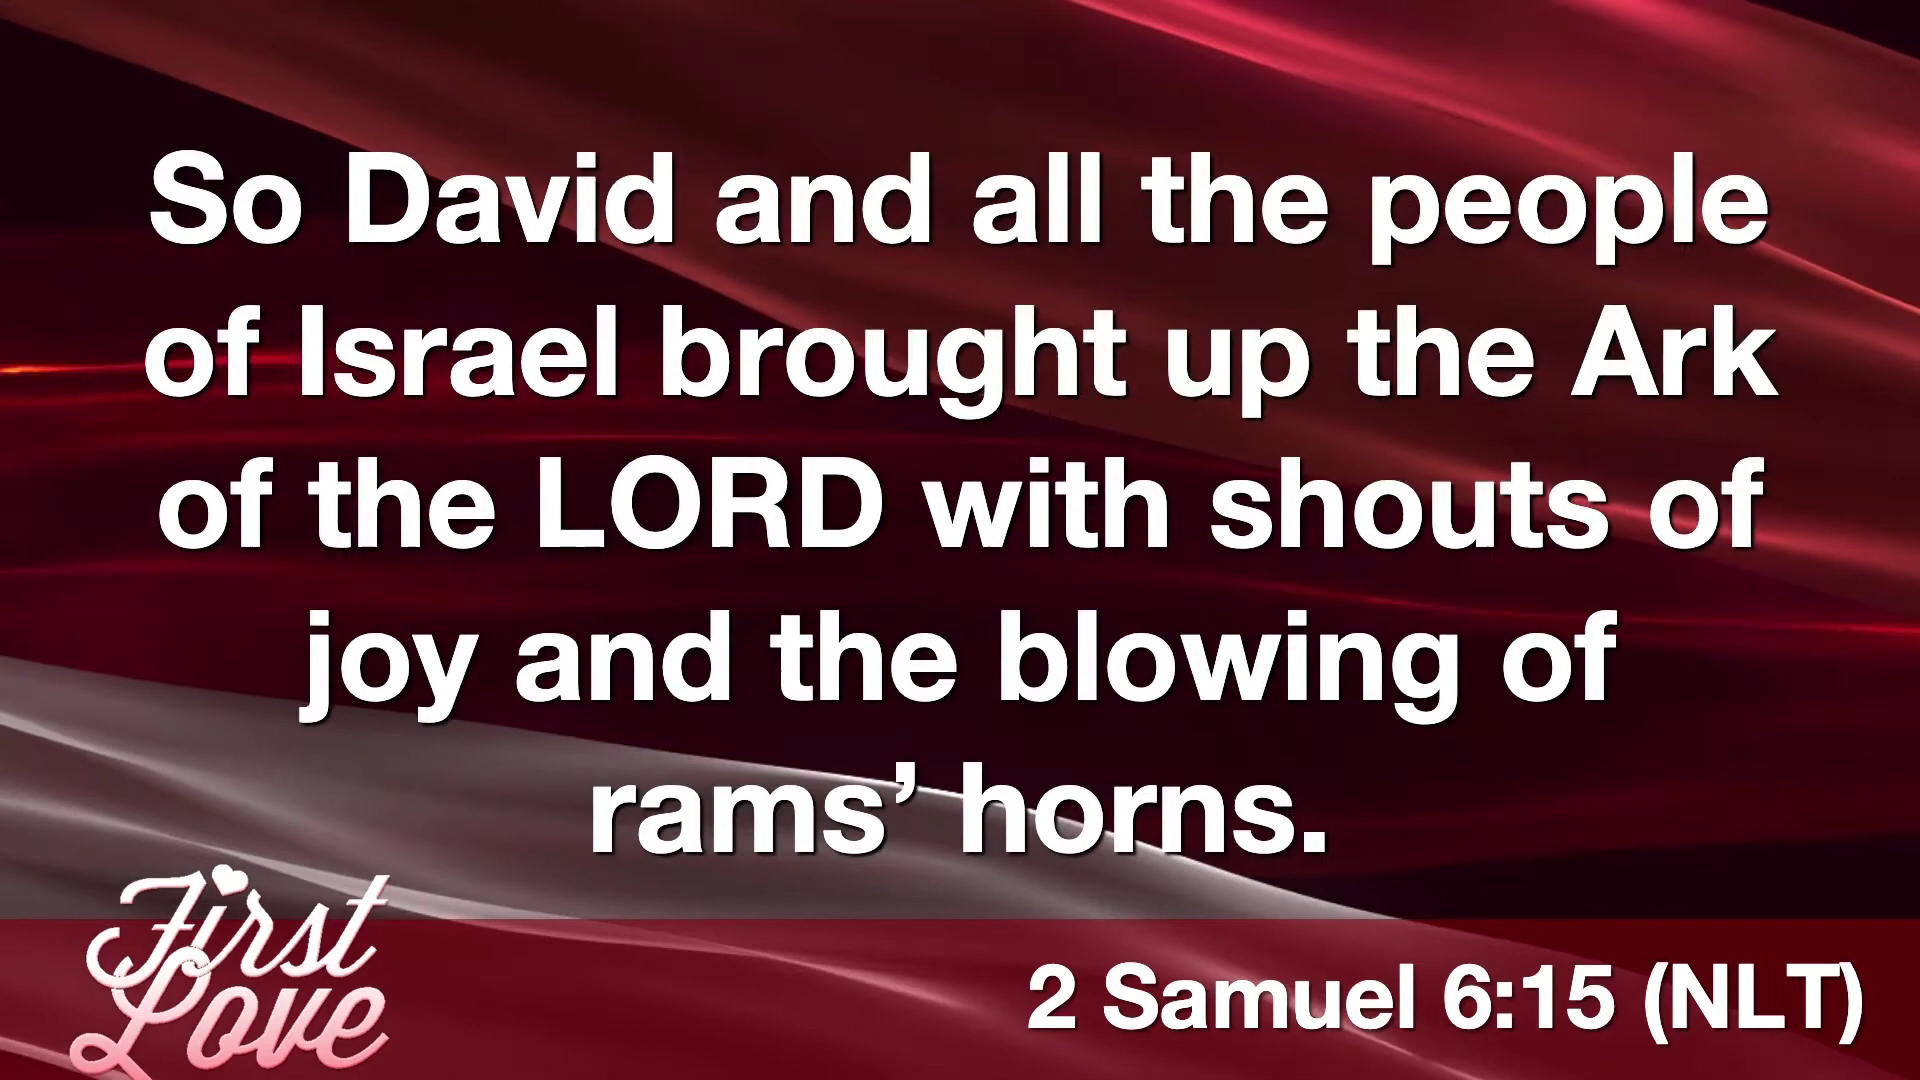 So David and all the people
of Israel brought up the Ark
of the LORD with shouts of
joy and the blowing of
rams’ horns.
First
Love
2 Samuel 6:15 (NLT)